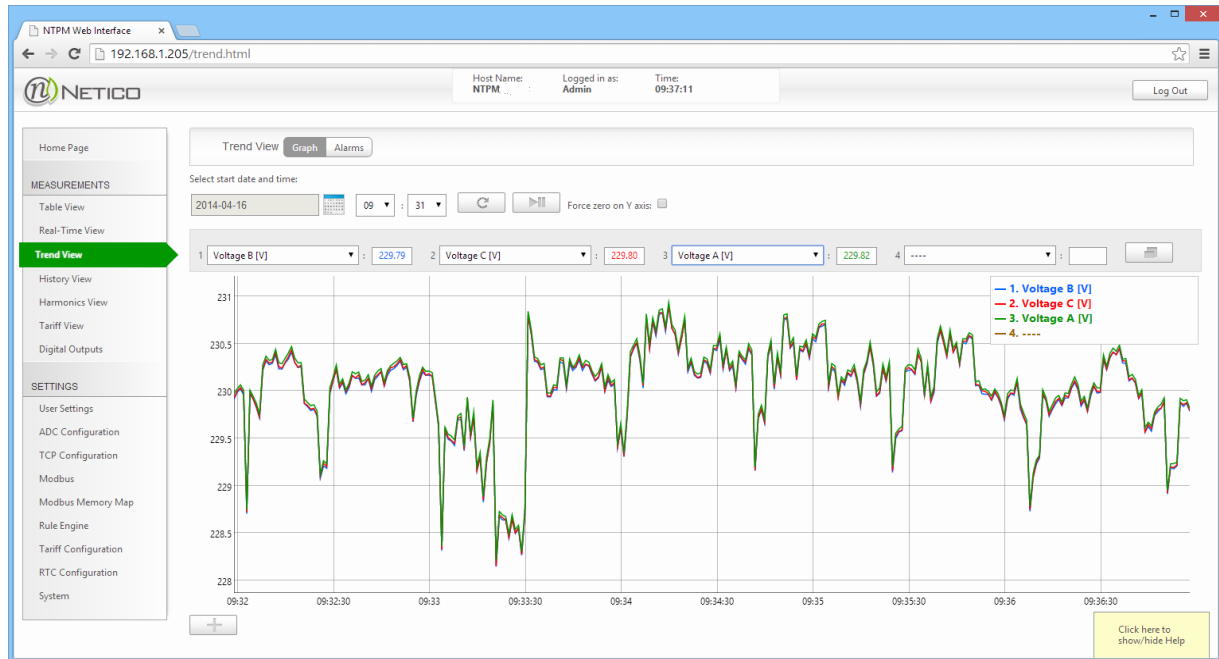 NTPM Web Interface
192.168.1.205/trend.html
NETICO
Host Name: Logged in as: Time:
NTPM Admin 09:37:11
Log Out
Home Page
MEASUREMENTS
Table View
Real-Time View
Trend View
History View
Harmonics View
Tariff View
Digital Outputs
SETTINGS
User Settings
ADC Configuration
TCP Configuration
Modbus
Modbus Memory Map
Rule Engine
Tariff Configuration
RTC Configuration
System
Trend View Graph Alarms
Select start date and time:
2014-04-16 09 : 31 Force zero on Y axis:
1 Voltage B [V] : 229.79 2 Voltage C [V] : 229.80 3 Voltage A [V] : 229.82 4 ---- :
1. Voltage B [V]
2. Voltage C [V]
3. Voltage A [V]
4. ----
231
230.5
230
229.5
229
228.5
228
09:32 09:32:30 09:33 09:33:30 09:34 09:34:30 09:35 09:35:30 09:36 09:36:30
Click here to
show/hide Help